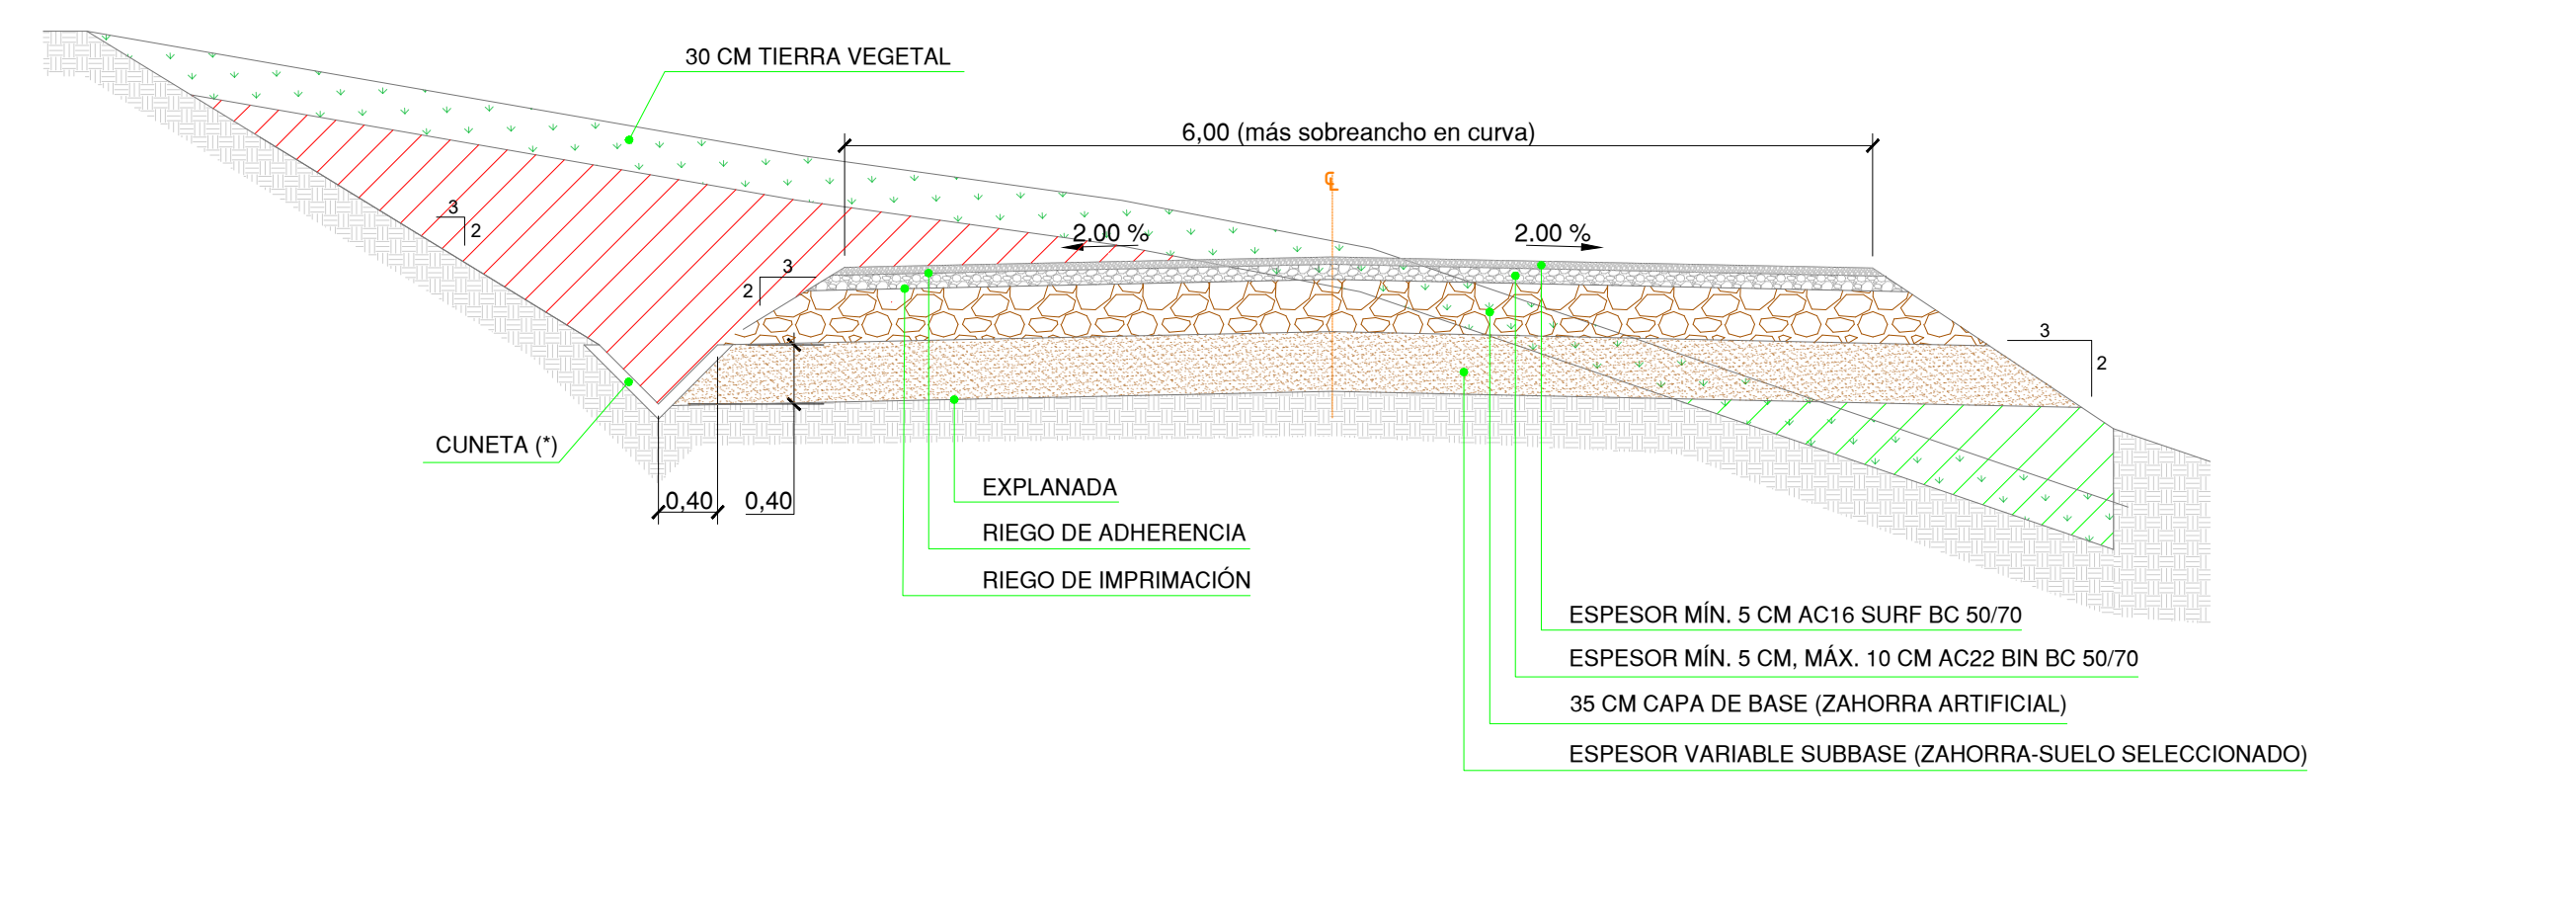 30 CM TIERRA VEGETAL
6,00 (más sobreancho en curva)
℄
3
2
2.00 %
2.00 %
3
2
3
2
CUNETA (*)
0,40
0,40
EXPLANADA
RIEGO DE ADHERENCIA
RIEGO DE IMPRIMACIÓN
ESPESOR MÍN. 5 CM AC16 SURF BC 50/70
ESPESOR MÍN. 5 CM, MÁX. 10 CM AC22 BIN BC 50/70
35 CM CAPA DE BASE (ZAHORRA ARTIFICIAL)
ESPESOR VARIABLE SUBBASE (ZAHORRA-SUELO SELECCIONADO)